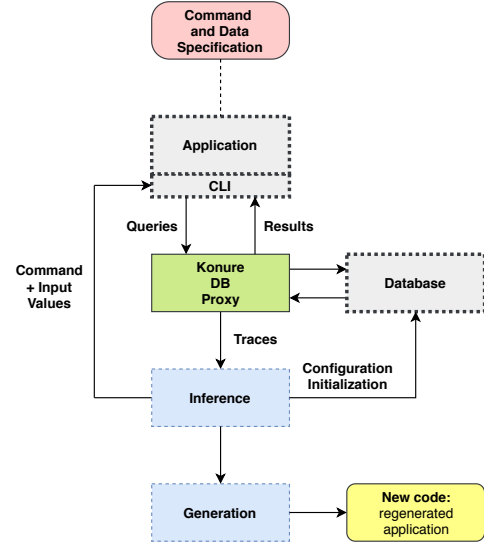 Command
and Data
Specification
Application
CLI
Queries
Results
Command
+ Input
Values
Konure
DB
Proxy
Database
Traces
Configuration
Initialization
Inference
Generation
New code:
regenerated
application